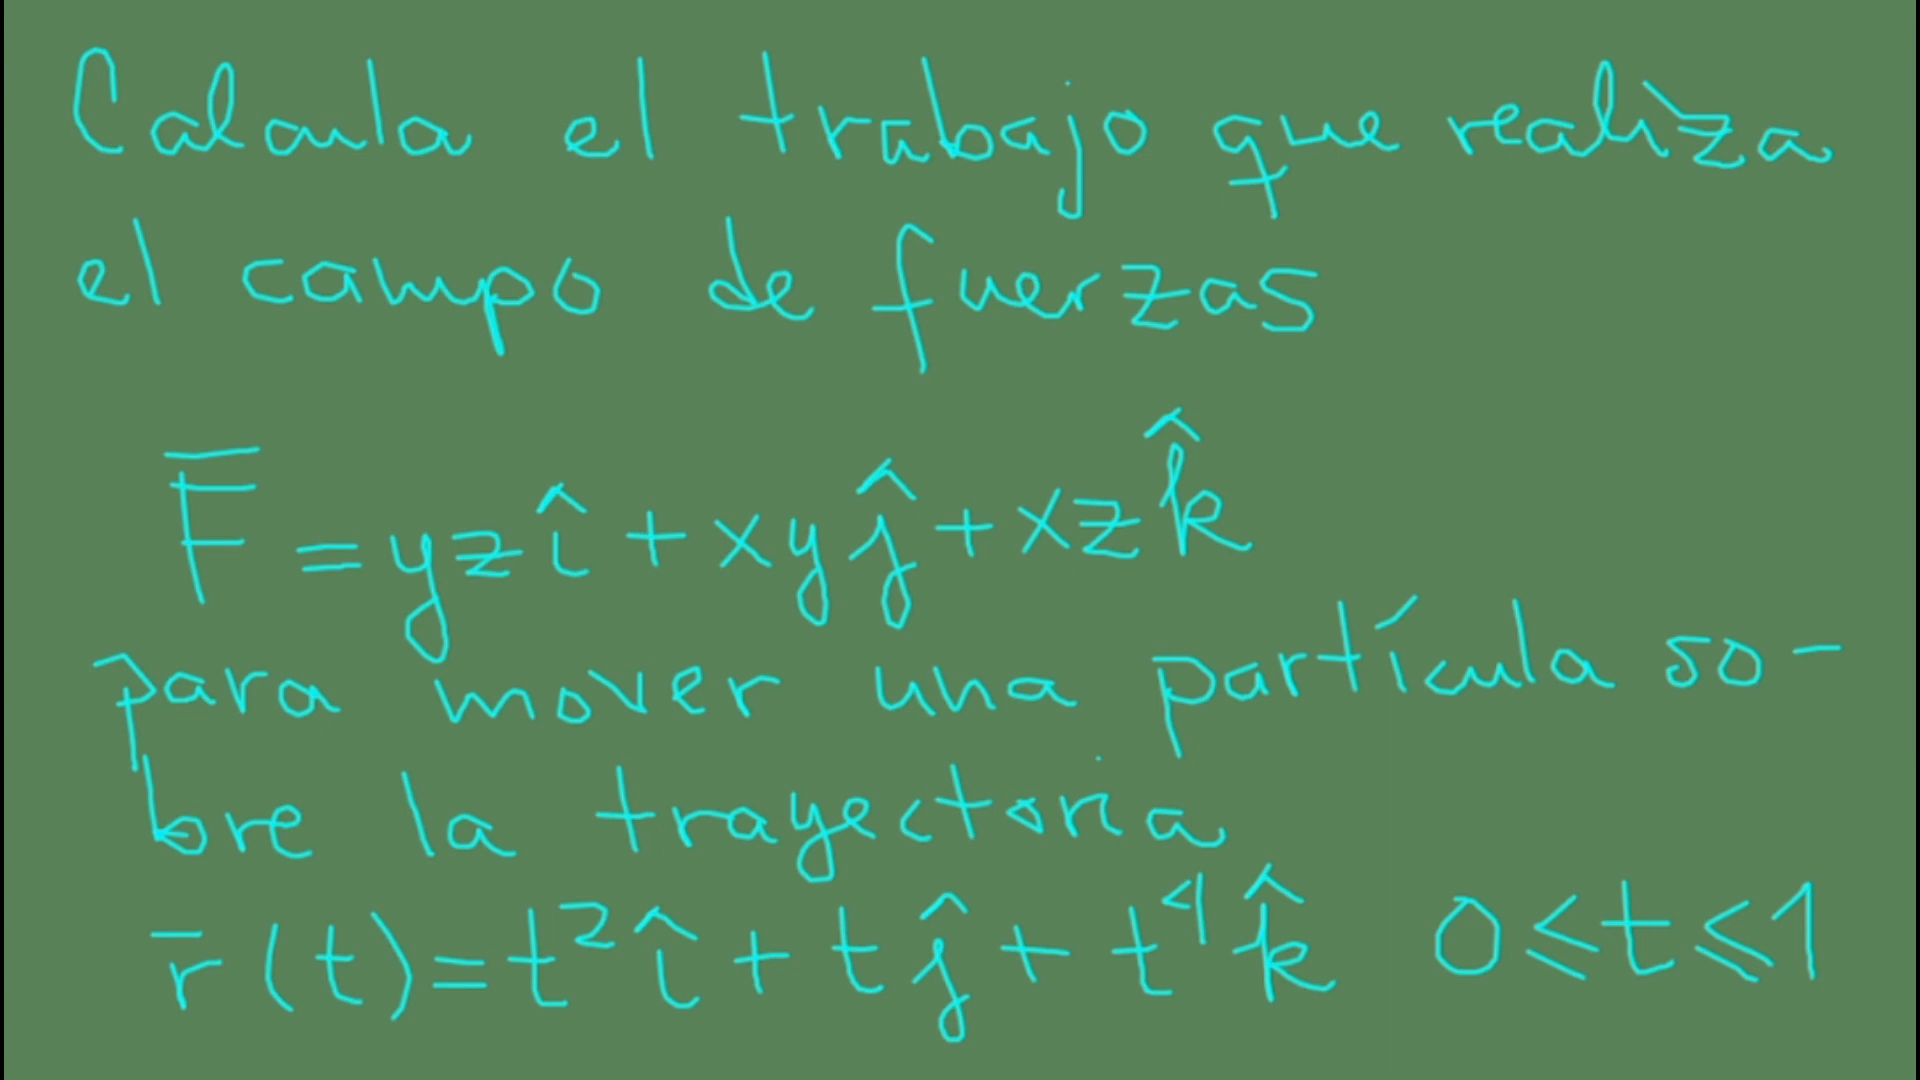 Calcula el trabajo que realiza
el campo de fuerzas
F̅ = yz î + xy ĵ + xz k̂
para mover una partícula so-
bre la trayectoria
r̅(t) = t² î + t ĵ + t⁴ k̂ 0 ≤ t ≤ 1